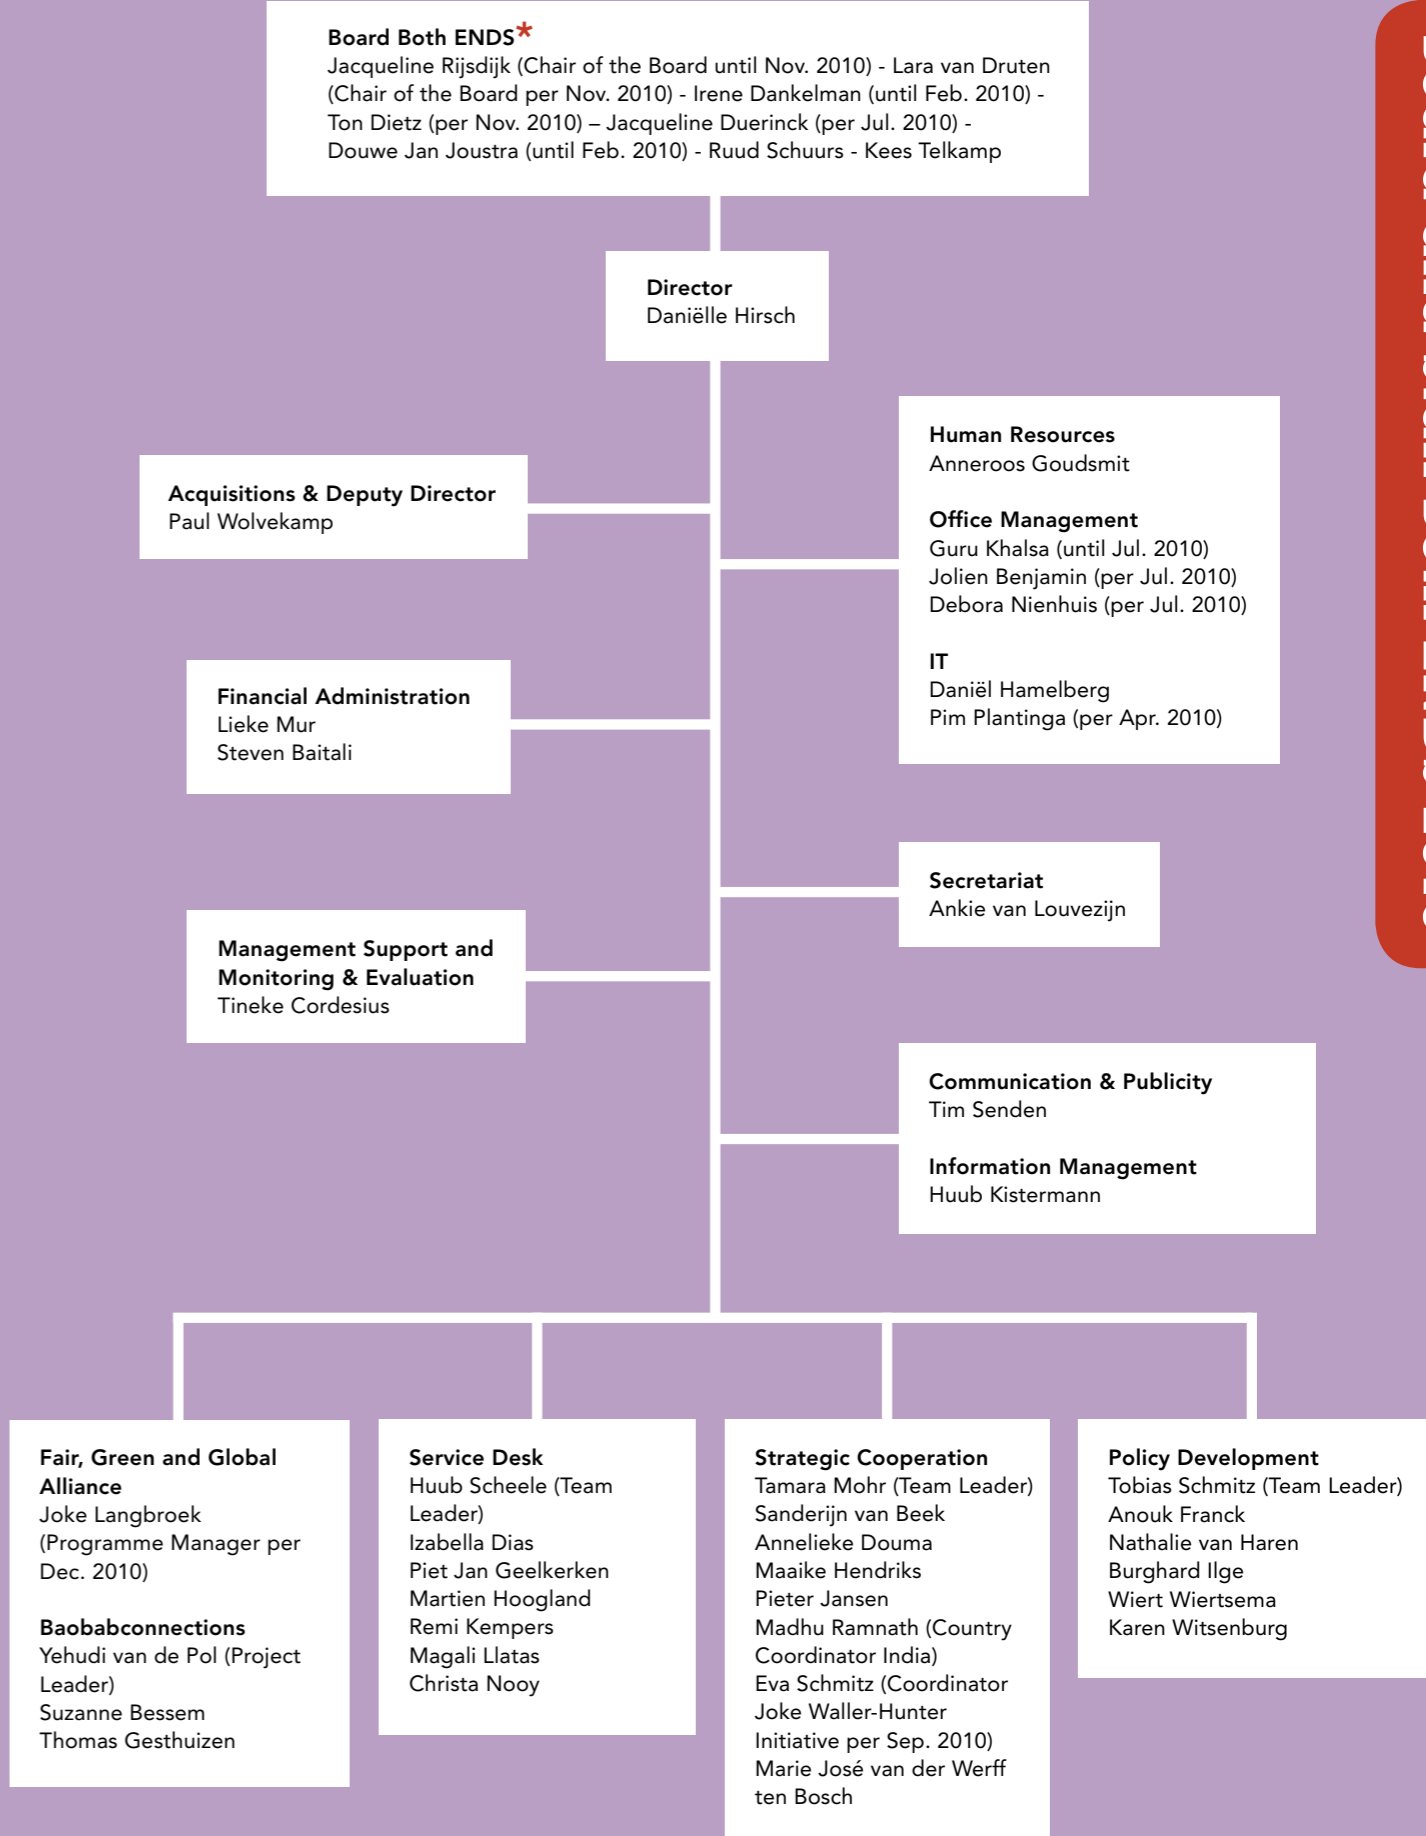 Board Both ENDS*
Jacqueline Rijsdijk (Chair of the Board until Nov. 2010) - Lara van Druten
(Chair of the Board per Nov. 2010) - Irene Dankelman (until Feb. 2010) -
Ton Dietz (per Nov. 2010) – Jacqueline Duerinck (per Jul. 2010) -
Douwe Jan Joustra (until Feb. 2010) - Ruud Schuurs - Kees Telkamp
Director
Daniëlle Hirsch
Human Resources
Anneroos Goudsmit
Office Management
Guru Khalsa (until Jul. 2010)
Jolien Benjamin (per Jul. 2010)
Debora Nienhuis (per Jul. 2010)
IT
Daniël Hamelberg
Pim Plantinga (per Apr. 2010)
Acquisitions & Deputy Director
Paul Wolvekamp
Financial Administration
Lieke Mur
Steven Baitali
Secretariat
Ankie van Louvezijn
Management Support and
Monitoring & Evaluation
Tineke Cordesius
Communication & Publicity
Tim Senden
Information Management
Huub Kistermann
Fair, Green and Global
Alliance
Joke Langbroek
(Programme Manager per
Dec. 2010)
Baobabconnections
Yehudi van de Pol (Project
Leader)
Suzanne Bessem
Thomas Gesthuizen
Service Desk
Huub Scheele (Team
Leader)
Izabella Dias
Piet Jan Geelkerken
Martien Hoogland
Remi Kempers
Magali Llatas
Christa Nooy
Strategic Cooperation
Tamara Mohr (Team Leader)
Sanderijn van Beek
Annelieke Douma
Maaike Hendriks
Pieter Jansen
Madhu Ramnath (Country
Coordinator India)
Eva Schmitz (Coordinator
Joke Waller-Hunter
Initiative per Sep. 2010)
Marie José van der Werff
ten Bosch
Policy Development
Tobias Schmitz (Team Leader)
Anouk Franck
Nathalie van Haren
Burghard Ilge
Wiert Wiertsema
Karen Witsenburg